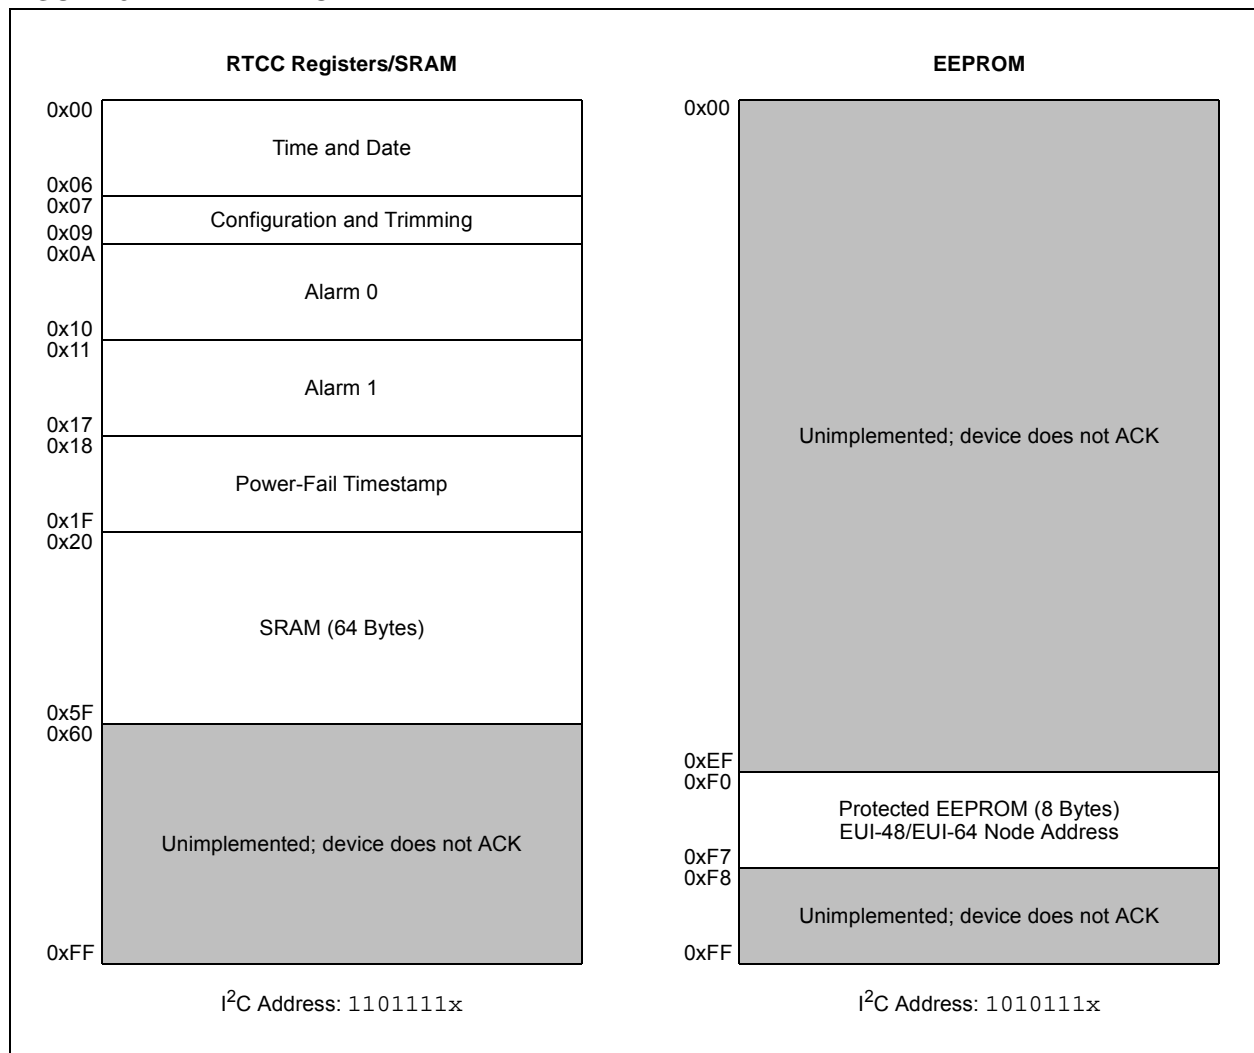 RTCC Registers/SRAM
0x00
Time and Date
0x06
0x07
Configuration and Trimming
0x09
0x0A
Alarm 0
0x10
0x11
Alarm 1
0x17
0x18
Power-Fail Timestamp
0x1F
0x20
SRAM (64 Bytes)
0x5F
0x60
Unimplemented; device does not ACK
0xFF
I²C Address: 1101111x
EEPROM
0x00
Unimplemented; device does not ACK
0xEF
0xF0
Protected EEPROM (8 Bytes)
EUI-48/EUI-64 Node Address
0xF7
0xF8
Unimplemented; device does not ACK
0xFF
I²C Address: 1010111x